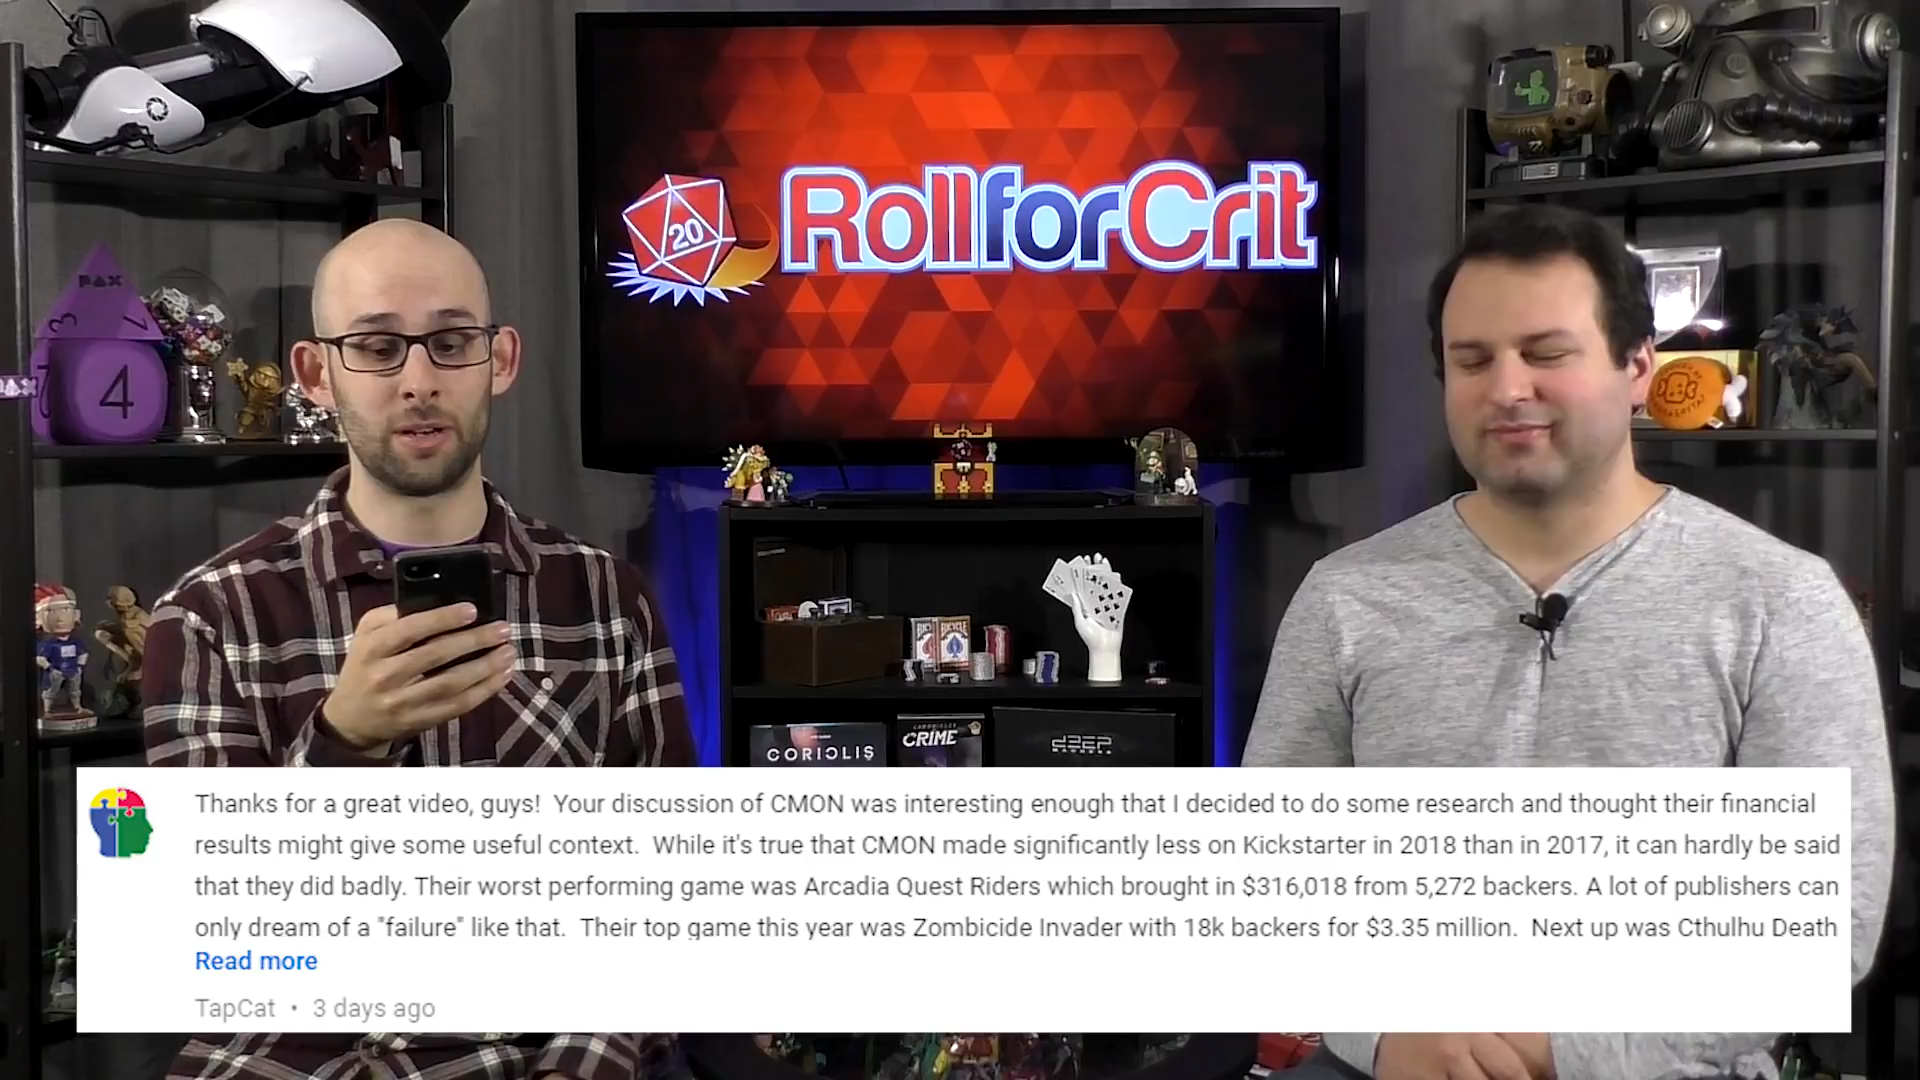 RollforCrit
20
PAX
3
4
BICYCLE
CORIOLIS
CHRONICLES
CRIME
Thanks for a great video, guys!  Your discussion of CMON was interesting enough that I decided to do some research and thought their financial
results might give some useful context.  While it's true that CMON made significantly less on Kickstarter in 2018 than in 2017, it can hardly be said
that they did badly. Their worst performing game was Arcadia Quest Riders which brought in $316,018 from 5,272 backers. A lot of publishers can
only dream of a "failure" like that.  Their top game this year was Zombicide Invader with 18k backers for $3.35 million.  Next up was Cthulhu Death
Read more
TapCat • 3 days ago